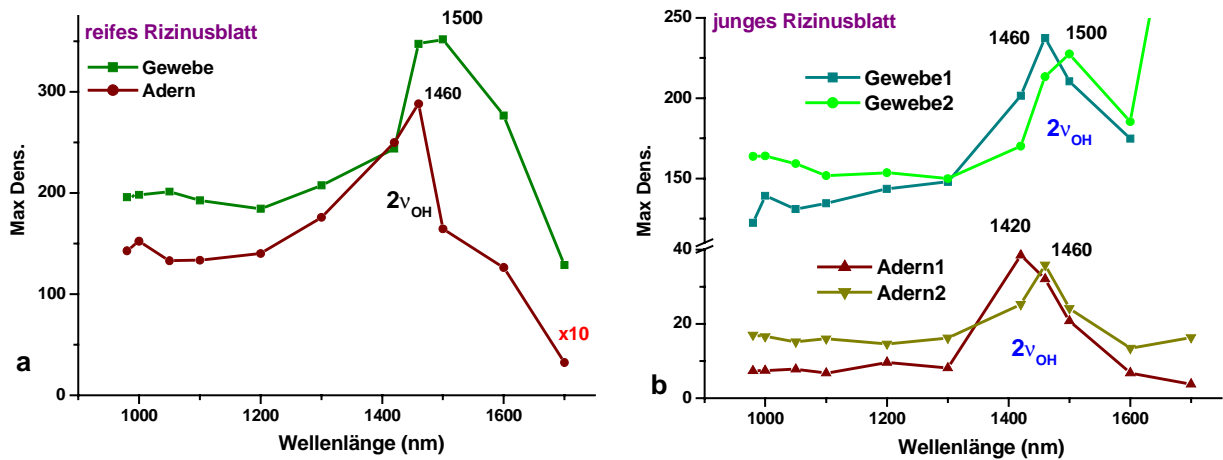 reifes Rizinusblatt
Gewebe
Adern
1500
1460
2ν_OH
x10
a
Max Dens.
300
200
100
0
1000 1200 1400 1600
Wellenlänge (nm)
junges Rizinusblatt
Gewebe1
Gewebe2
1460
1500
2ν_OH
Max Dens.
250
200
150
40
20
0
1420
1460
Adern1
Adern2
2ν_OH
b
1000 1200 1400 1600
Wellenlänge (nm)